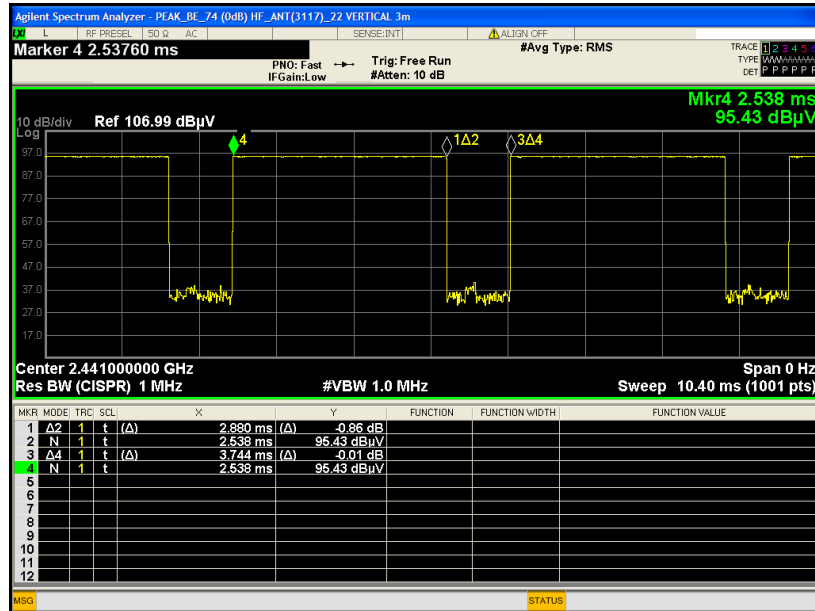 Agilent Spectrum Analyzer - PEAK_BE_74 (0dB) HF_ANT(3117)_22 VERTICAL 3m
LXI L RF PRESEL 50 Ω AC SENSE:INT ALIGN OFF
Marker 4 2.53760 ms
#Avg Type: RMS
TRACE 1 2 3 4 5 6
TYPE
DET P P P P P P
PNO: Fast
IFGain:Low
Trig: Free Run
#Atten: 10 dB
Mkr4 2.538 ms
95.43 dBµV
10 dB/div
Log
Ref 106.99 dBµV
4
1Δ2
3Δ4
97.0
87.0
77.0
67.0
57.0
47.0
37.0
27.0
17.0
Center 2.441000000 GHz
Span 0 Hz
Res BW (CISPR) 1 MHz #VBW 1.0 MHz Sweep 10.40 ms (1001 pts)
MKR MODE TRC SCL X Y FUNCTION FUNCTION WIDTH FUNCTION VALUE
1 Δ2 1 t (Δ) 2.880 ms (Δ) -0.86 dB
2 N 1 t 2.538 ms 95.43 dBµV
3 Δ4 1 t (Δ) 3.744 ms (Δ) -0.01 dB
4 N 1 t 2.538 ms 95.43 dBµV
5
6
7
8
9
10
11
12
MSG STATUS